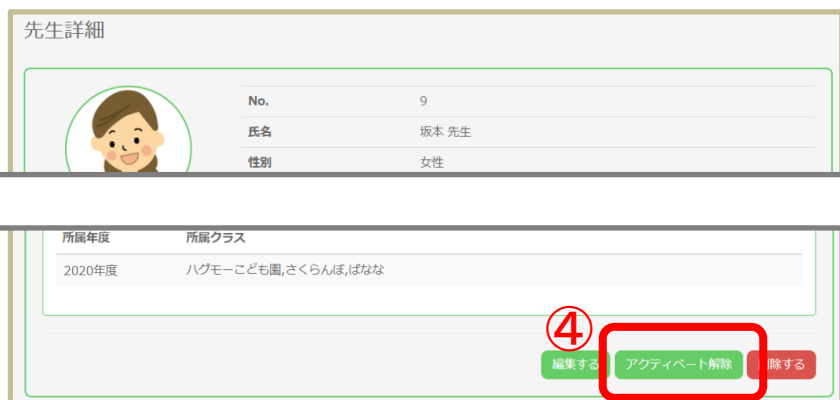 先生詳細
No. 9
氏名 坂本 先生
性別 女性
所属年度 所属クラス
2020年度 ハグモーこども園,さくらんぼ,ばなな
④
編集する アクティベート解除 削除する